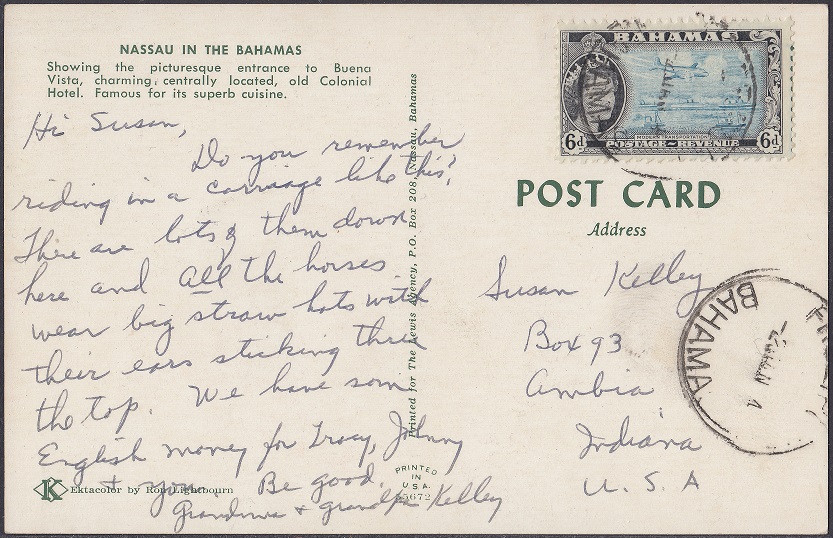 NASSAU IN THE BAHAMAS
Showing the picturesque entrance to Buena
Vista, charming, centrally located, old Colonial
Hotel. Famous for its superb cuisine.
Hi Susan,
Do you remember
riding in a carriage like this?
There are lots of them down
here and all the horses
wear big straw hats with
their ears sticking thru
the top. We have som
English money for Tracy, Johnny
+ you. Be good.
Grandma + grandpa Kelley
Ektacolor by Ron Lightbourn
Printed for The Lewis Agency, P.O. Box 208, Nassau, Bahamas
PRINTED
IN
U.S.A.
BAHAMAS
6d
6d
MODERN TRANSPORTATION
POSTAGE~REVENUE
POST CARD
Address
Susan Kelley
Box 93
Ambia
Indiana
U. S. A
BAHAMA